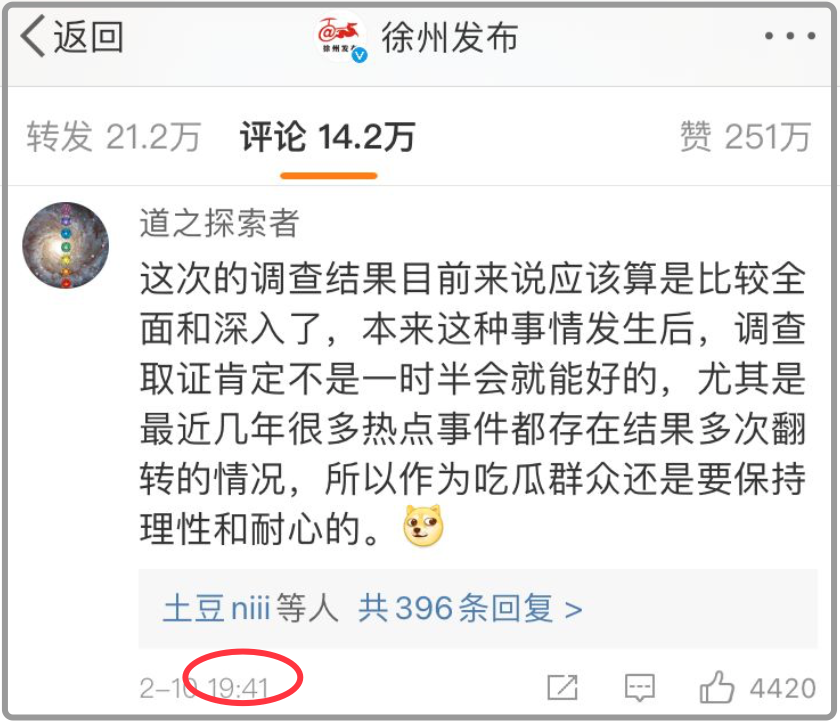 返回
徐州发布
徐州发布
转发 21.2万 评论 14.2万 赞 251万
道之探索者
这次的调查结果目前来说应该算是比较全
面和深入了，本来这种事情发生后，调查
取证肯定不是一时半会就能好的，尤其是
最近几年很多热点事件都存在结果多次翻
转的情况，所以作为吃瓜群众还是要保持
理性和耐心的。
土豆niii等人 共396条回复 >
2-10 19:41 4420